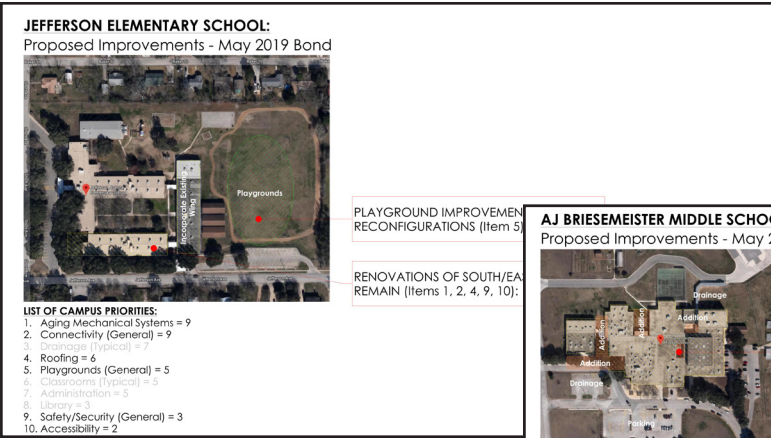 JEFFERSON ELEMENTARY SCHOOL:
Proposed Improvements - May 2019 Bond
Incorporate Existing
Wing
Playgrounds
PLAYGROUND IMPROVEMEN
RECONFIGURATIONS (Item 5)
RENOVATIONS OF SOUTH/EA
REMAIN (Items 1, 2, 4, 9, 10):
LIST OF CAMPUS PRIORITIES:
1. Aging Mechanical Systems = 9
2. Connectivity (General) = 9
3. Drainage (Typical) = 7
4. Roofing = 6
5. Playgrounds (General) = 5
6. Classrooms (Typical) = 5
7. Administration = 5
8. Library = 3
9. Safety/Security (General) = 3
10. Accessibility = 2
AJ BRIESEMEISTER MIDDLE SCHOO
Proposed Improvements - May 2
Drainage
Addition
Addition
Addition
Addition
Drainage
Parking